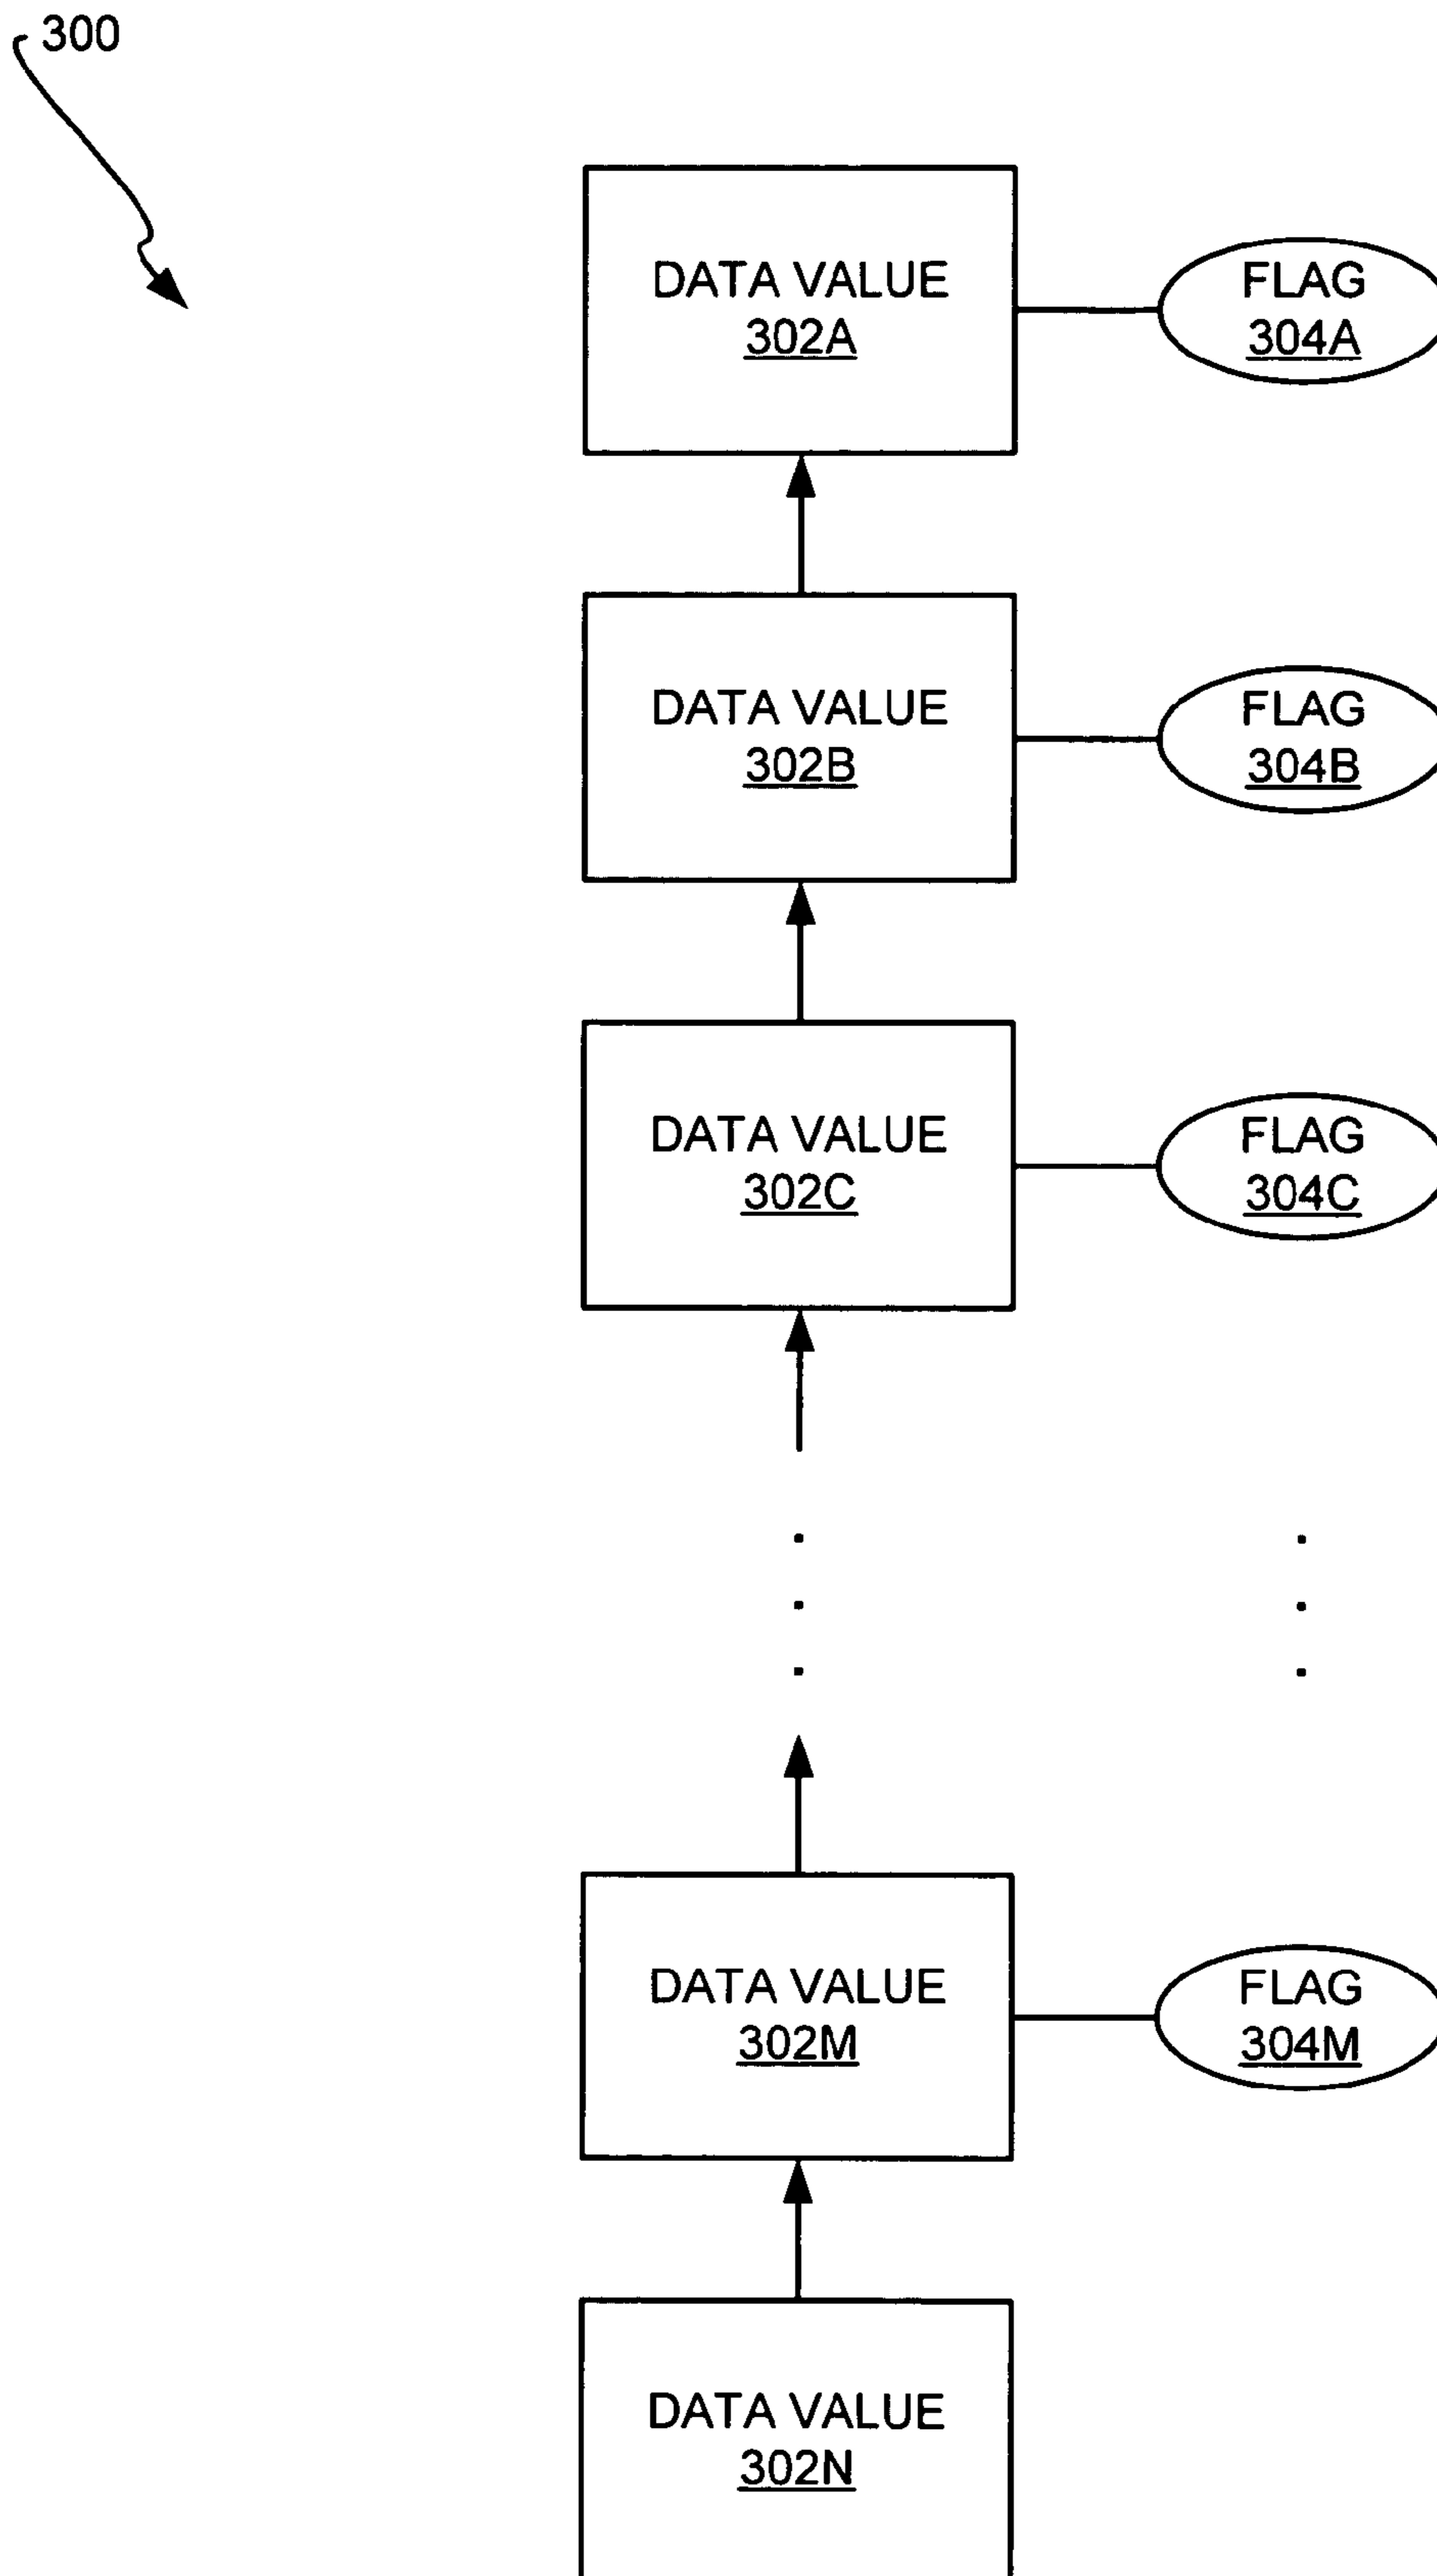 300
DATA VALUE
302A
FLAG
304A
DATA VALUE
302B
FLAG
304B
DATA VALUE
302C
FLAG
304C
DATA VALUE
302M
FLAG
304M
DATA VALUE
302N